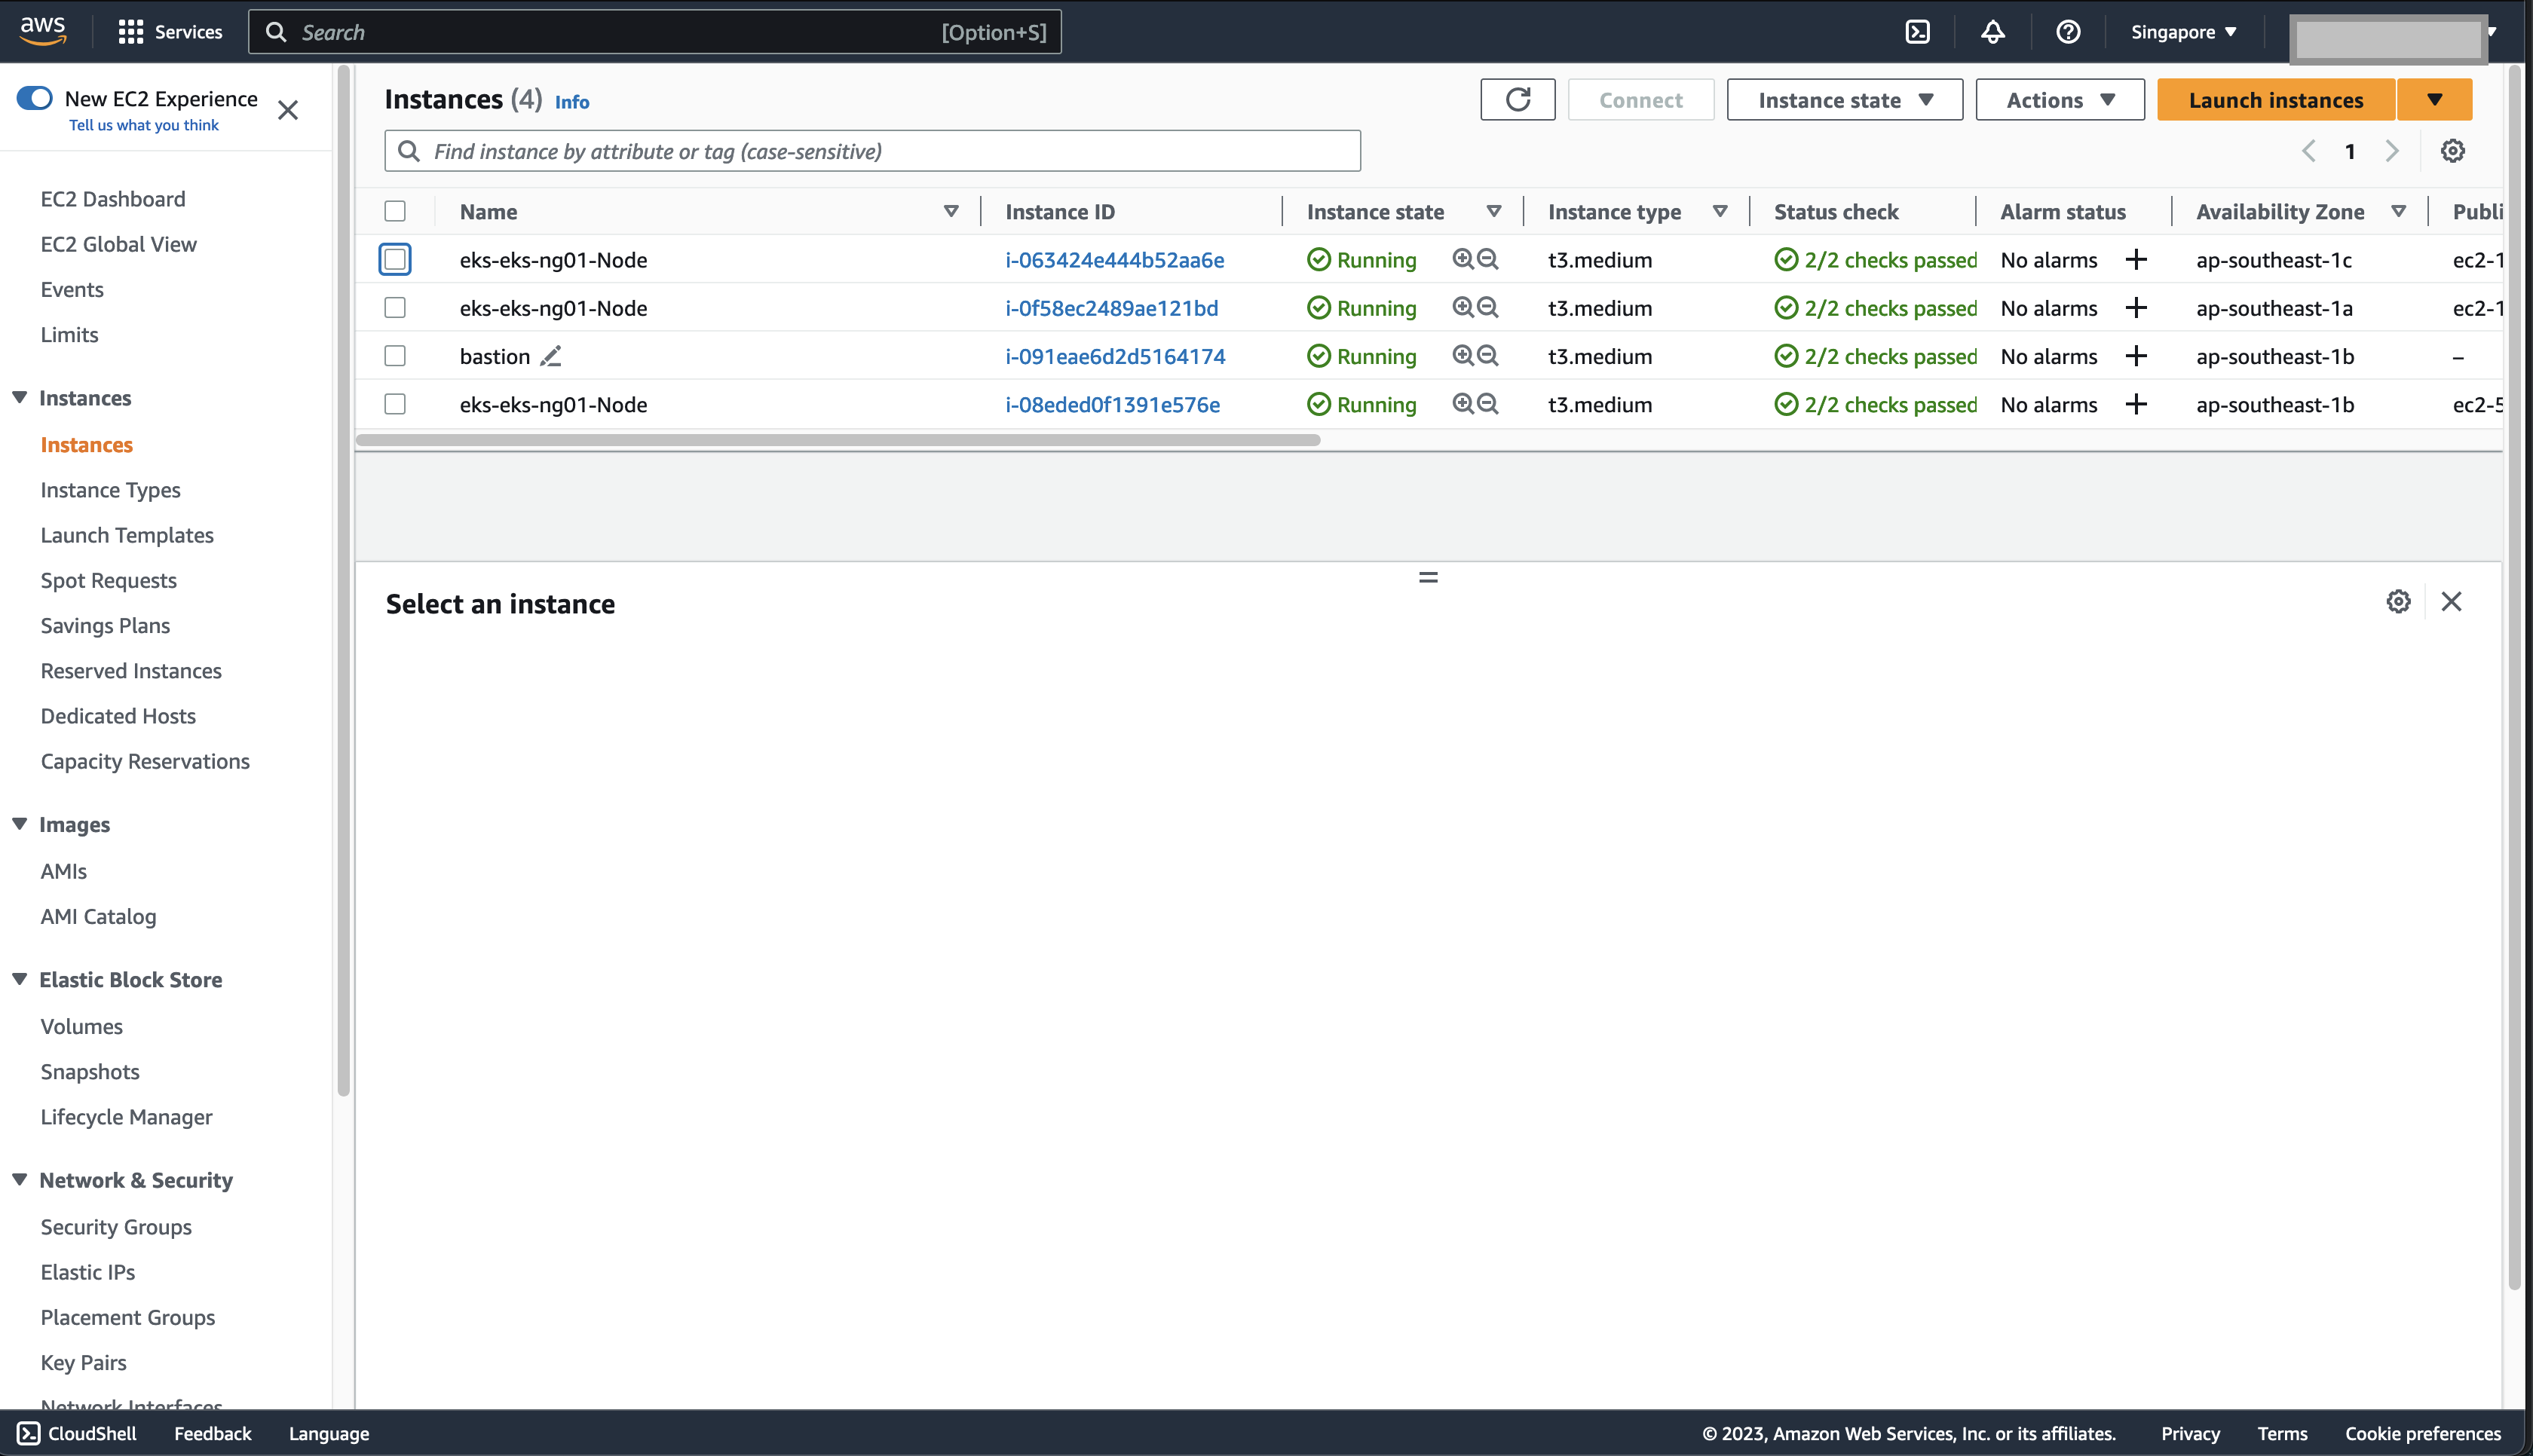 aws Services Search [Option+S] Singapore
New EC2 Experience
Tell us what you think
EC2 Dashboard
EC2 Global View
Events
Limits
Instances
Instances
Instance Types
Launch Templates
Spot Requests
Savings Plans
Reserved Instances
Dedicated Hosts
Capacity Reservations
Images
AMIs
AMI Catalog
Elastic Block Store
Volumes
Snapshots
Lifecycle Manager
Network & Security
Security Groups
Elastic IPs
Placement Groups
Key Pairs
Network Interfaces
Instances (4) Info Connect Instance state Actions Launch instances
Find instance by attribute or tag (case-sensitive) 1
Name Instance ID Instance state Instance type Status check Alarm status Availability Zone Publi
eks-eks-ng01-Node i-063424e444b52aa6e Running t3.medium 2/2 checks passed No alarms + ap-southeast-1c ec2-1
eks-eks-ng01-Node i-0f58ec2489ae121bd Running t3.medium 2/2 checks passed No alarms + ap-southeast-1a ec2-1
bastion i-091eae6d2d5164174 Running t3.medium 2/2 checks passed No alarms + ap-southeast-1b –
eks-eks-ng01-Node i-08eded0f1391e576e Running t3.medium 2/2 checks passed No alarms + ap-southeast-1b ec2-5
Select an instance
CloudShell Feedback Language © 2023, Amazon Web Services, Inc. or its affiliates. Privacy Terms Cookie preferences